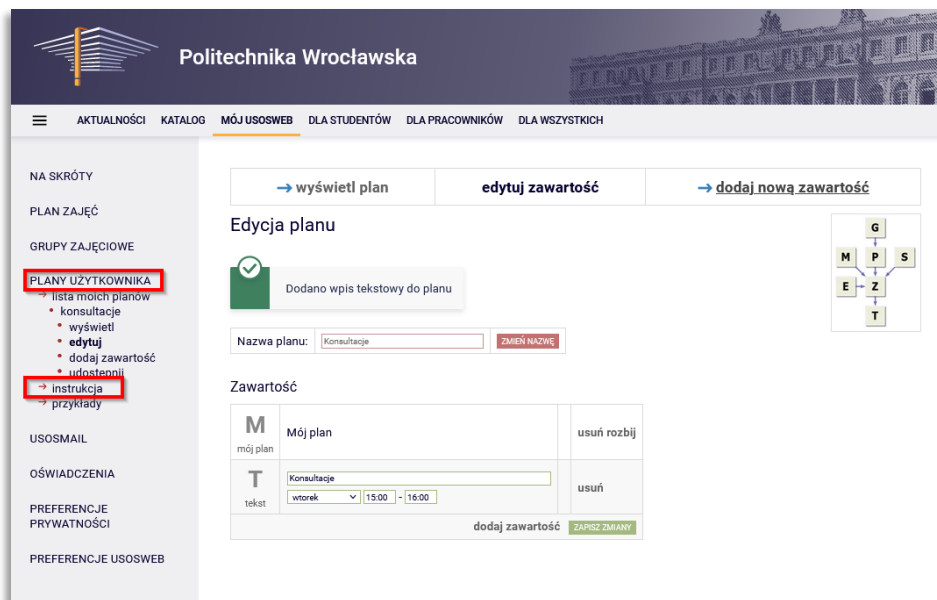 Politechnika Wrocławska
AKTUALNOŚCI KATALOG MÓJ USOSWEB DLA STUDENTÓW DLA PRACOWNIKÓW DLA WSZYSTKICH
NA SKRÓTY
PLAN ZAJĘĆ
GRUPY ZAJĘCIOWE
PLANY UŻYTKOWNIKA
→ lista moich planów
• konsultacje
• wyświetl
• edytuj
• dodaj zawartość
• udostępnij
→ instrukcja
→ przykłady
USOSMAIL
OŚWIADCZENIA
PREFERENCJE
PRYWATNOŚCI
PREFERENCJE USOSWEB
→ wyświetl plan edytuj zawartość → dodaj nową zawartość
Edycja planu
G
M P S
E Z
T
Dodano wpis tekstowy do planu
Nazwa planu: Konsultacje ZMIEŃ NAZWĘ
Zawartość
M Mój plan usuń rozbij
mój plan
T Konsultacje
wtorek 15:00 - 16:00 usuń
tekst
dodaj zawartość ZAPISZ ZMIANY